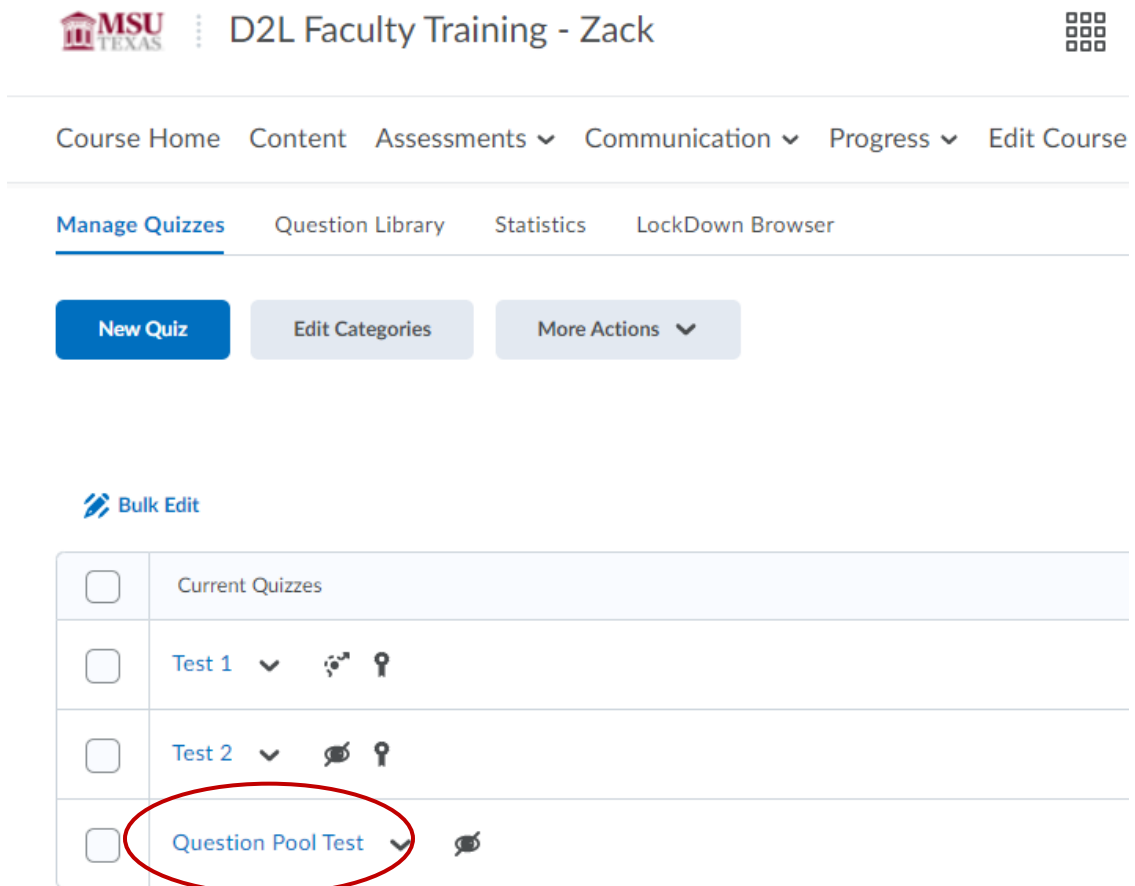 MSU TEXAS D2L Faculty Training - Zack
Course Home Content Assessments Communication Progress Edit Course
Manage Quizzes Question Library Statistics LockDown Browser
New Quiz Edit Categories More Actions
Bulk Edit
Current Quizzes
Test 1
Test 2
Question Pool Test